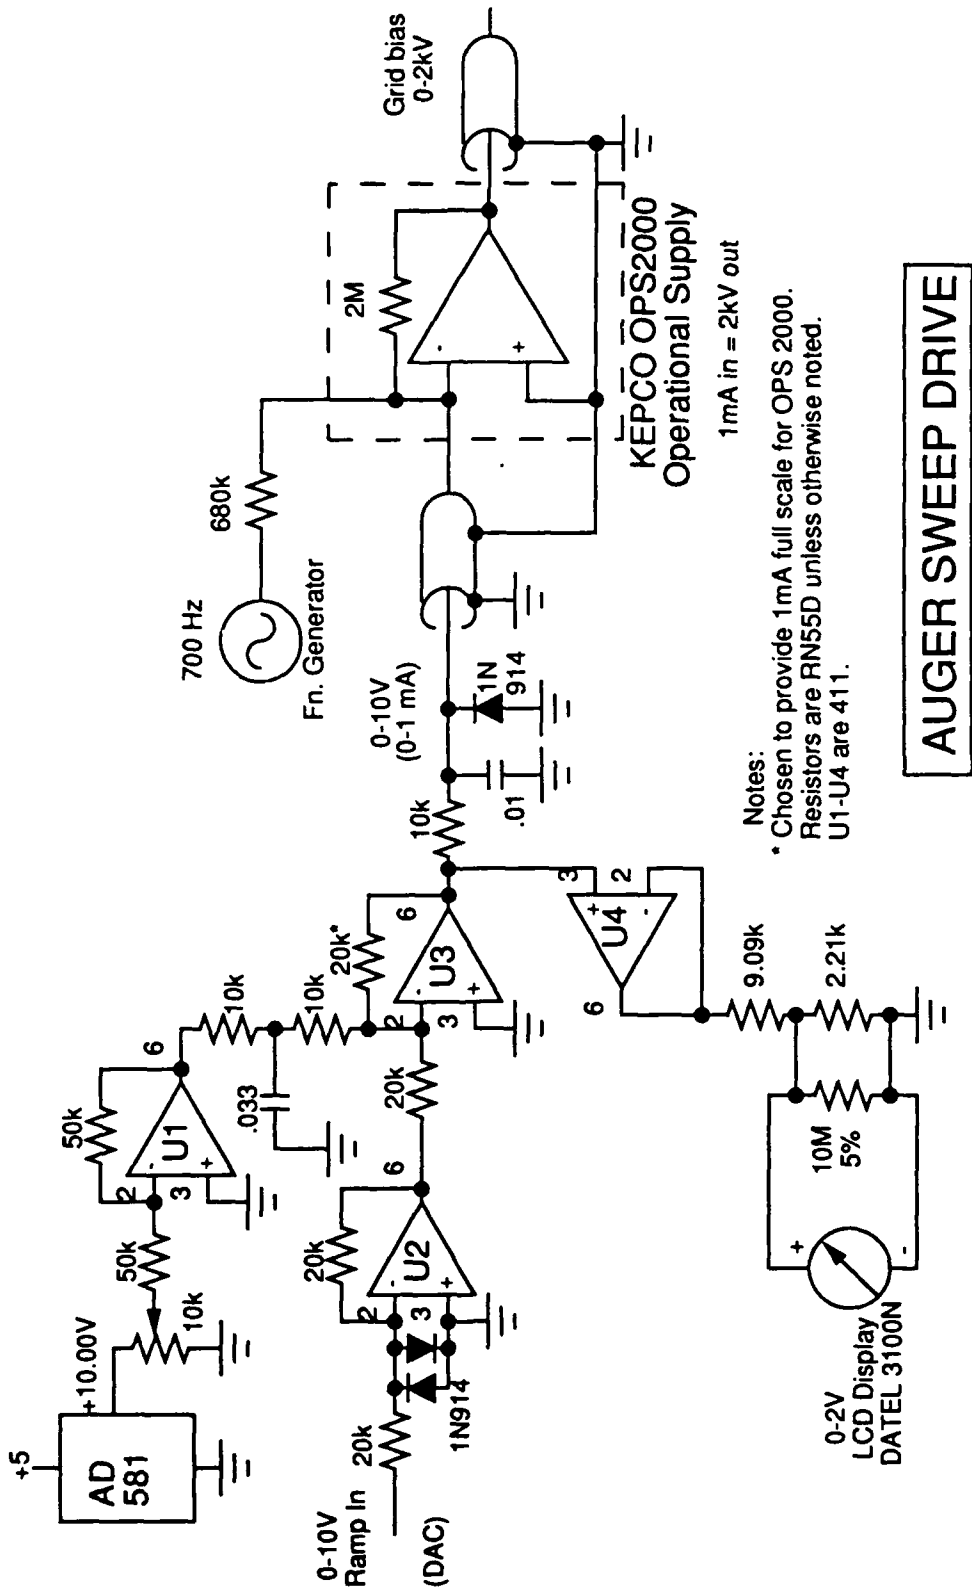 +5
AD
581
+10.00V
10k
50k
50k
2
3
-
+
U1
6
10k
.033
10k
0-10V
Ramp In
(DAC)
20k
1N914
20k
2
3
-
+
U2
6
20k
20k*
2
3
-
+
U3
6
10k
.01
0-10V
(0-1 mA)
1N
914
3
2
+
-
U4
6
9.09k
2.21k
10M
5%
+
-
0-2V
LCD Display
DATEL 3100N
700 Hz
Fn. Generator
680k
2M
-
+
KEPCO OPS2000
Operational Supply
1mA in = 2kV out
Grid bias
0-2kV
Notes:
* Chosen to provide 1mA full scale for OPS 2000.
Resistors are RN55D unless otherwise noted.
U1-U4 are 411.
AUGER SWEEP DRIVE